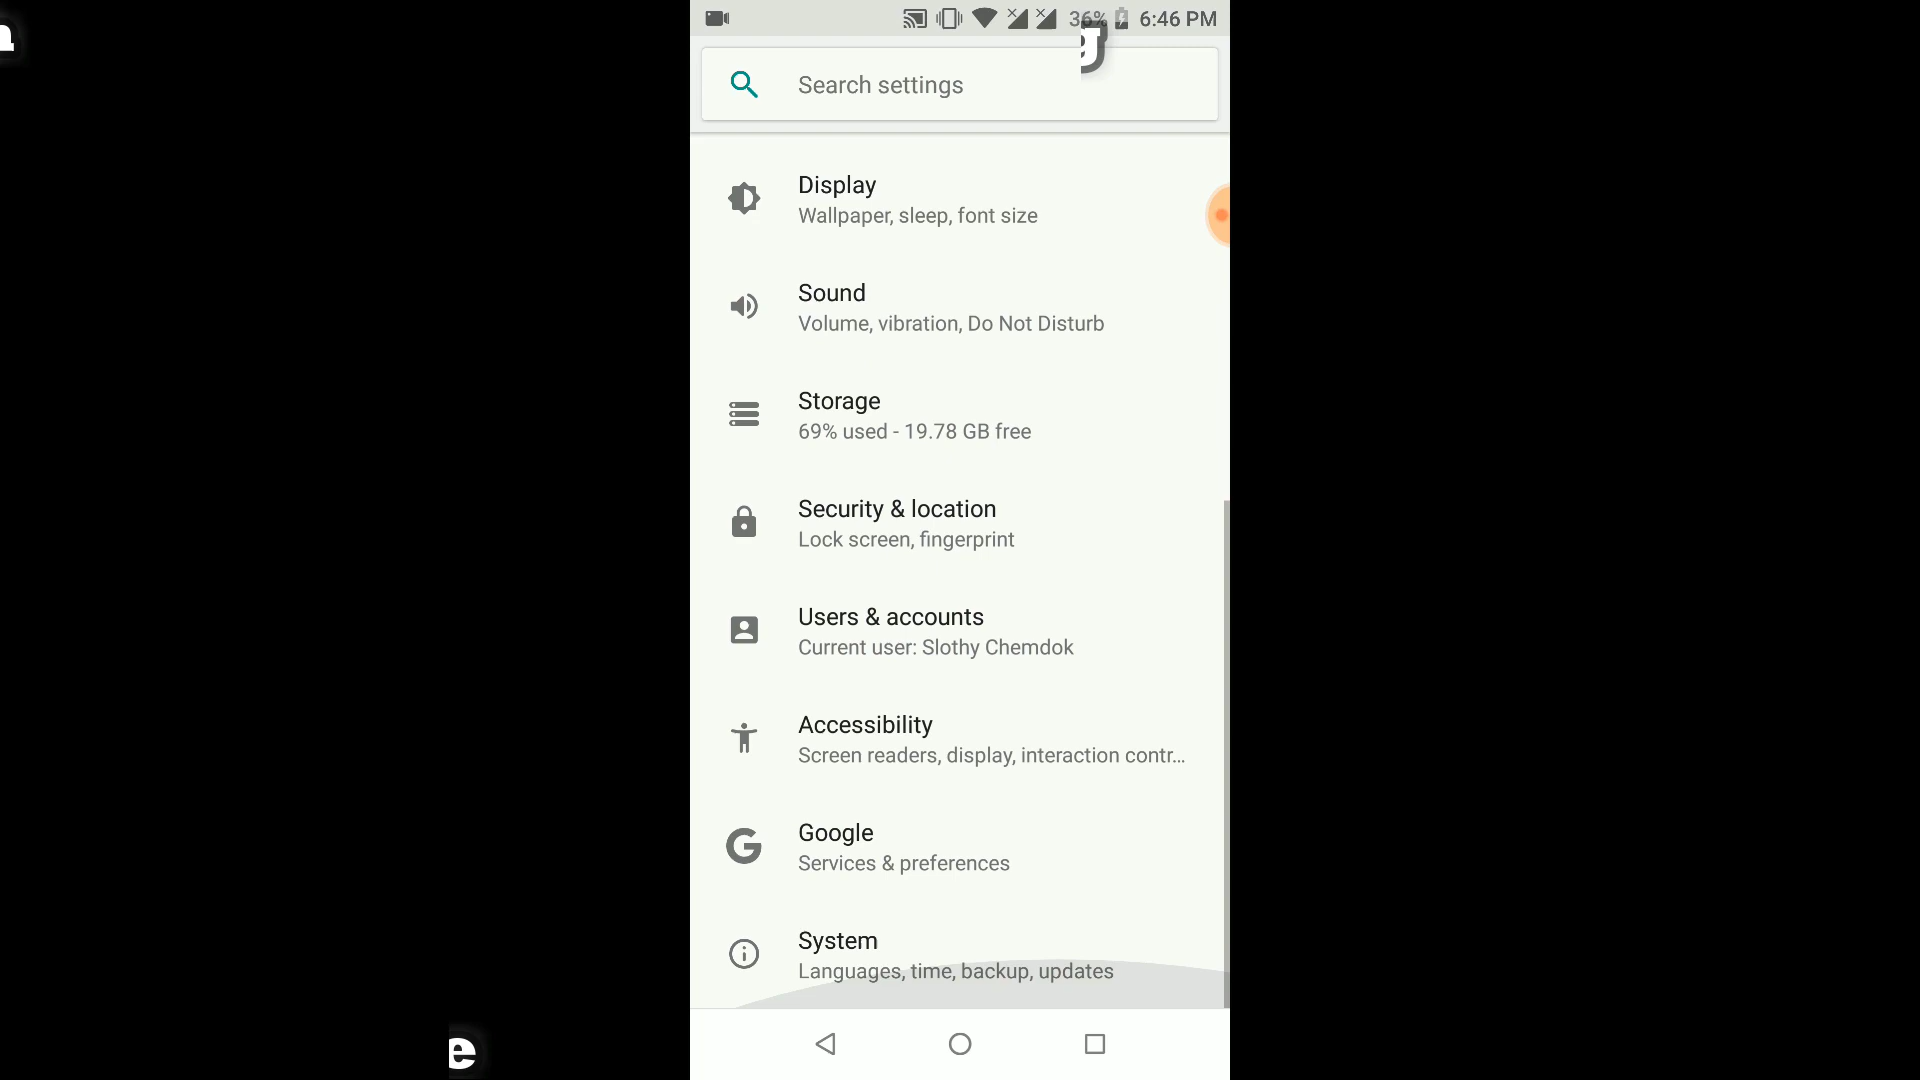 36% 6:46 PM
g
Search settings
Display
Wallpaper, sleep, font size
Sound
Volume, vibration, Do Not Disturb
Storage
69% used - 19.78 GB free
Security & location
Lock screen, fingerprint
Users & accounts
Current user: Slothy Chemdok
Accessibility
Screen readers, display, interaction contr...
Google
Services & preferences
System
Languages, time, backup, updates
e